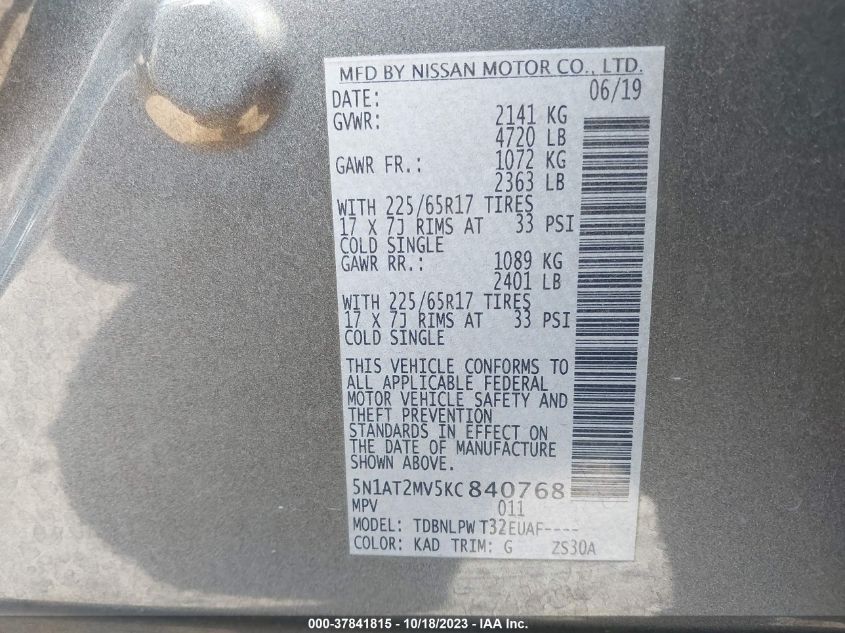 MFD BY NISSAN MOTOR CO., LTD.
DATE: 06/19
GVWR: 2141 KG
4720 LB
GAWR FR.: 1072 KG
2363 LB
WITH 225/65R17 TIRES
17 X 7J RIMS AT 33 PSI
COLD SINGLE
GAWR RR.: 1089 KG
2401 LB
WITH 225/65R17 TIRES
17 X 7J RIMS AT 33 PSI
COLD SINGLE
THIS VEHICLE CONFORMS TO
ALL APPLICABLE FEDERAL
MOTOR VEHICLE SAFETY AND
THEFT PREVENTION
STANDARDS IN EFFECT ON
THE DATE OF MANUFACTURE
SHOWN ABOVE.
5N1AT2MV5KC840768
MPV 011
MODEL: TDBNLPW T32EUAF----
COLOR: KAD TRIM: G ZS30A
000-37841815 - 10/18/2023 - IAA Inc.